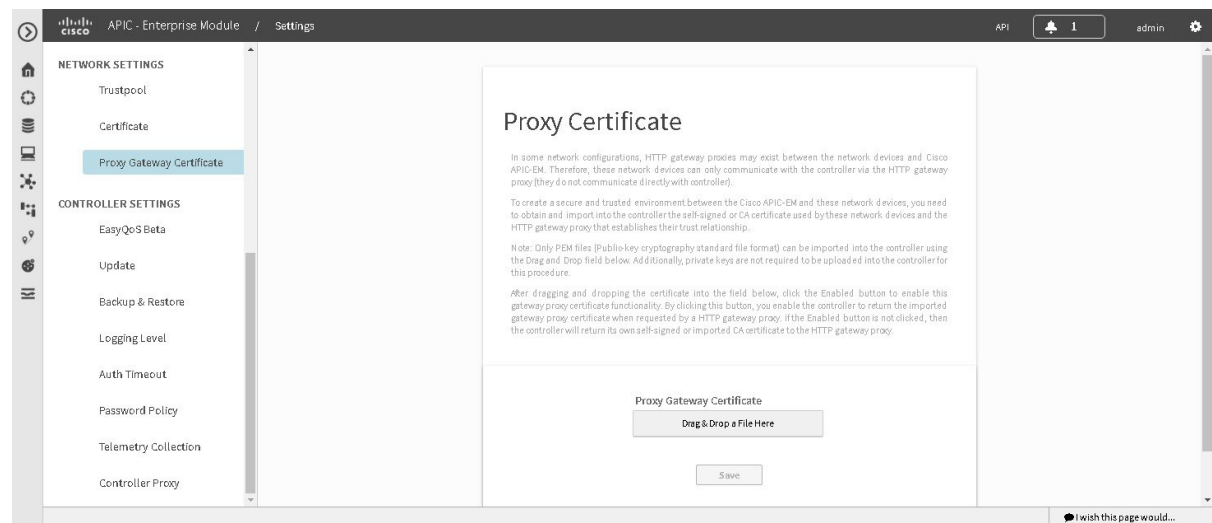 CISCO APIC - Enterprise Module / Settings API 1 admin
NETWORK SETTINGS
Trustpool
Certificate
Proxy Gateway Certificate
CONTROLLER SETTINGS
EasyQoS Beta
Update
Backup & Restore
Logging Level
Auth Timeout
Password Policy
Telemetry Collection
Controller Proxy
Proxy Certificate
In some network configurations, HTTP gateway proxies may exist between the network devices and Cisco
APIC-EM. Therefore, these network devices can only communicate with the controller via the HTTP gateway
proxy (they do not communicate directly with controller).
To create a secure and trusted environment between the Cisco APIC-EM and these network devices, you need
to obtain and import into the controller the self-signed or CA certificate used by these network devices and the
HTTP gateway proxy that establishes their trust relationship.
Note: Only PEM files (Public-key cryptography standard file format) can be imported into the controller using
the Drag and Drop field below. Additionally, private keys are not required to be uploaded into the controller for
this procedure.
After dragging and dropping the certificate into the field below, click the Enabled button to enable this
gateway proxy certificate functionality. By clicking this button, you enable the controller to return the imported
gateway proxy certificate when requested by a HTTP gateway proxy. if the Enabled button is not clicked, then
the controller will return its own self-signed or imported CA certificate to the HTTP gateway proxy.
Proxy Gateway Certificate
Drag & Drop a File Here
Save
I wish this page would...